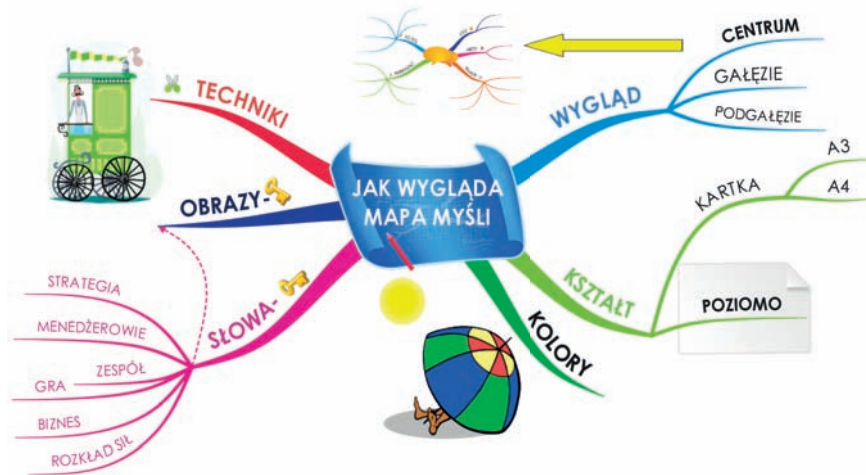 JAK WYGLĄDA
MAPA MYŚLI
WYGLĄD
CENTRUM
GAŁĘZIE
PODGAŁĘZIE
KSZTAŁT
KARTKA
A3
A4
POZIOMO
KOLORY
SŁOWA-
STRATEGIA
MENEDŻEROWIE
ZESPÓŁ
GRA
BIZNES
ROZKŁAD SIŁ
OBRAZY-
TECHNIKI